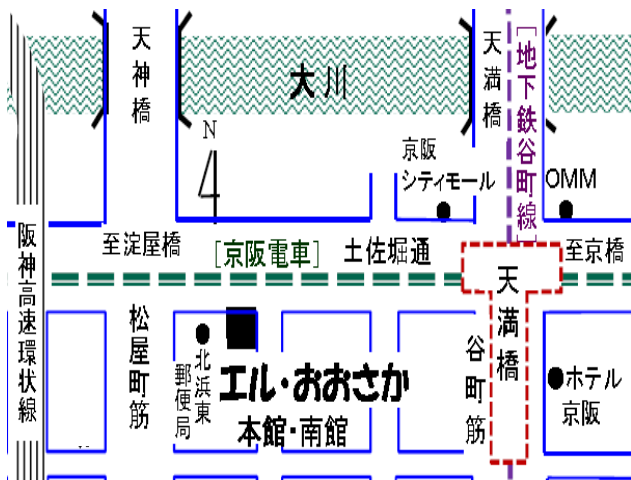 天神橋
大川
天満橋
[地下鉄谷町線]
N
京阪
シティモール
OMM
阪神高速環状線
至淀屋橋
[京阪電車]
土佐堀通
至京橋
天満橋
松屋町筋
北浜東
郵便局
エル・おおさか
本館・南館
谷町筋
ホテル
京阪